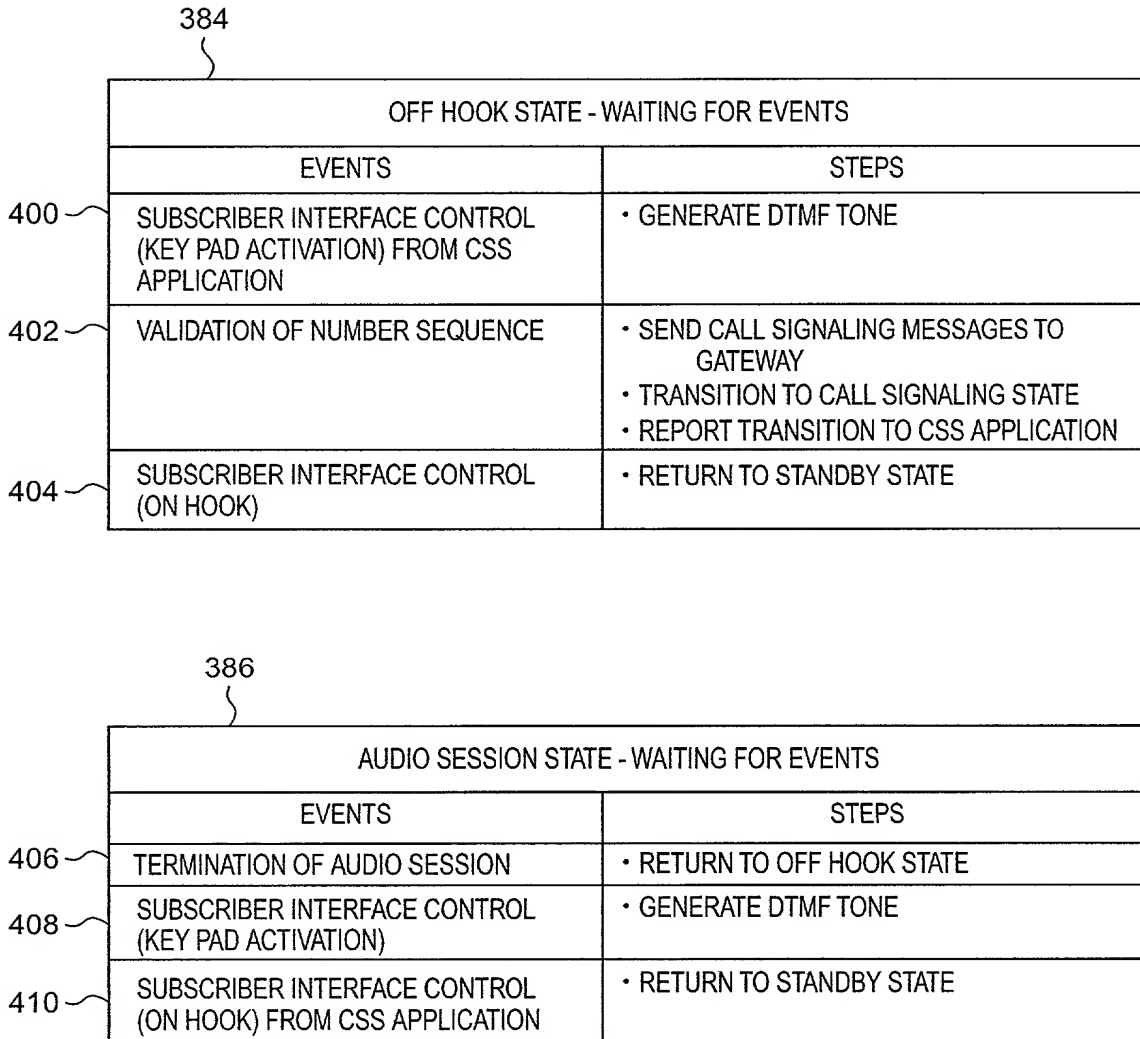 384
OFF HOOK STATE - WAITING FOR EVENTS
EVENTS
STEPS
400
SUBSCRIBER INTERFACE CONTROL
(KEY PAD ACTIVATION) FROM CSS
APPLICATION
• GENERATE DTMF TONE
402
VALIDATION OF NUMBER SEQUENCE
• SEND CALL SIGNALING MESSAGES TO
GATEWAY
• TRANSITION TO CALL SIGNALING STATE
• REPORT TRANSITION TO CSS APPLICATION
404
SUBSCRIBER INTERFACE CONTROL
(ON HOOK)
• RETURN TO STANDBY STATE
386
AUDIO SESSION STATE - WAITING FOR EVENTS
EVENTS
STEPS
406
TERMINATION OF AUDIO SESSION
• RETURN TO OFF HOOK STATE
408
SUBSCRIBER INTERFACE CONTROL
(KEY PAD ACTIVATION)
• GENERATE DTMF TONE
410
SUBSCRIBER INTERFACE CONTROL
(ON HOOK) FROM CSS APPLICATION
• RETURN TO STANDBY STATE